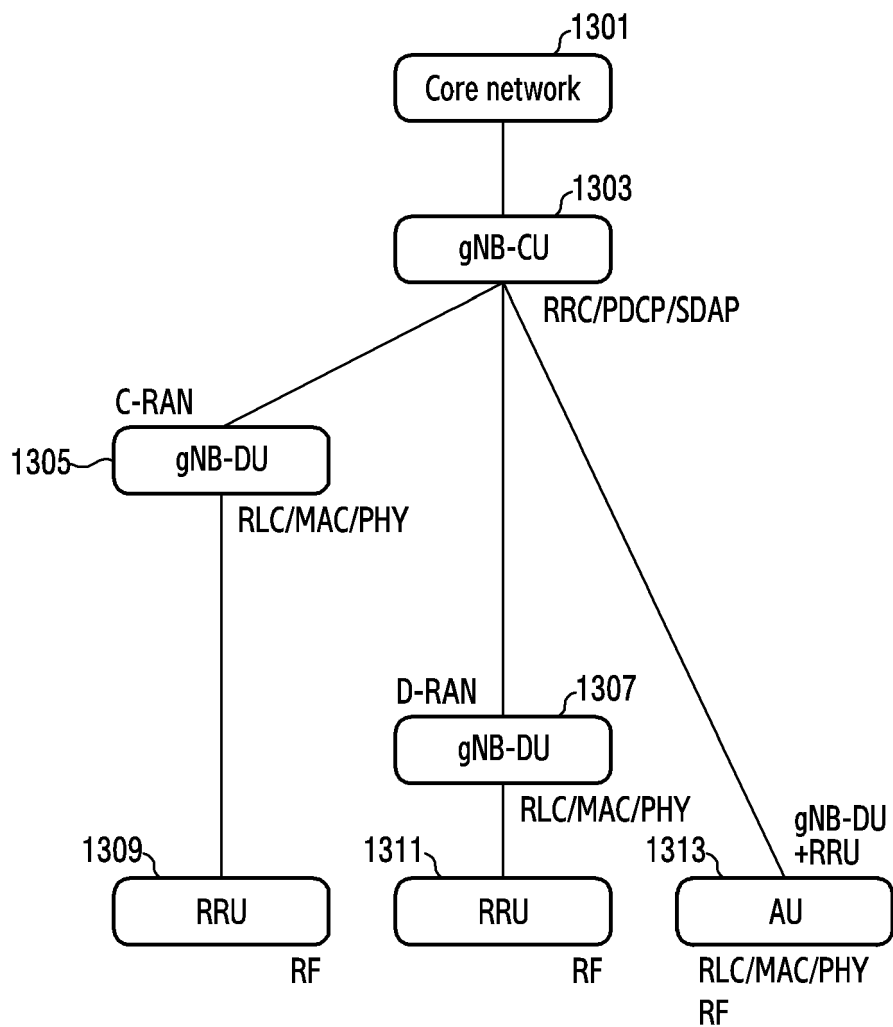 1301
Core network
1303
gNB-CU
RRC/PDCP/SDAP
C-RAN
1305
gNB-DU
RLC/MAC/PHY
D-RAN
1307
gNB-DU
RLC/MAC/PHY
gNB-DU
+RRU
1309
1311
1313
RRU
RRU
AU
RF
RF
RLC/MAC/PHY
RF